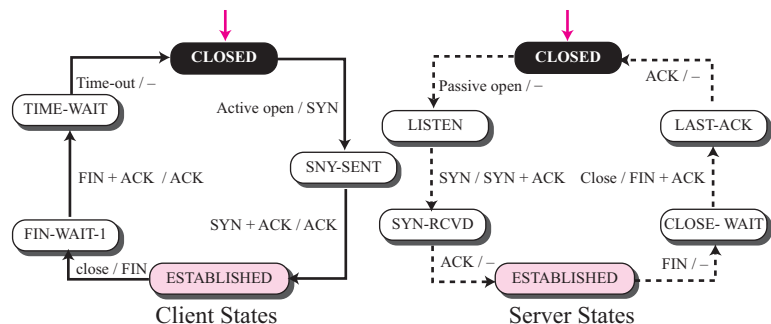 CLOSED
Time-out / –
TIME-WAIT
Active open / SYN
SNY-SENT
FIN + ACK / ACK
SYN + ACK / ACK
FIN-WAIT-1
close / FIN
ESTABLISHED
Client States
CLOSED
Passive open / –
ACK / –
LISTEN
LAST-ACK
SYN / SYN + ACK
Close / FIN + ACK
SYN-RCVD
CLOSE- WAIT
ACK / –
FIN / –
ESTABLISHED
Server States